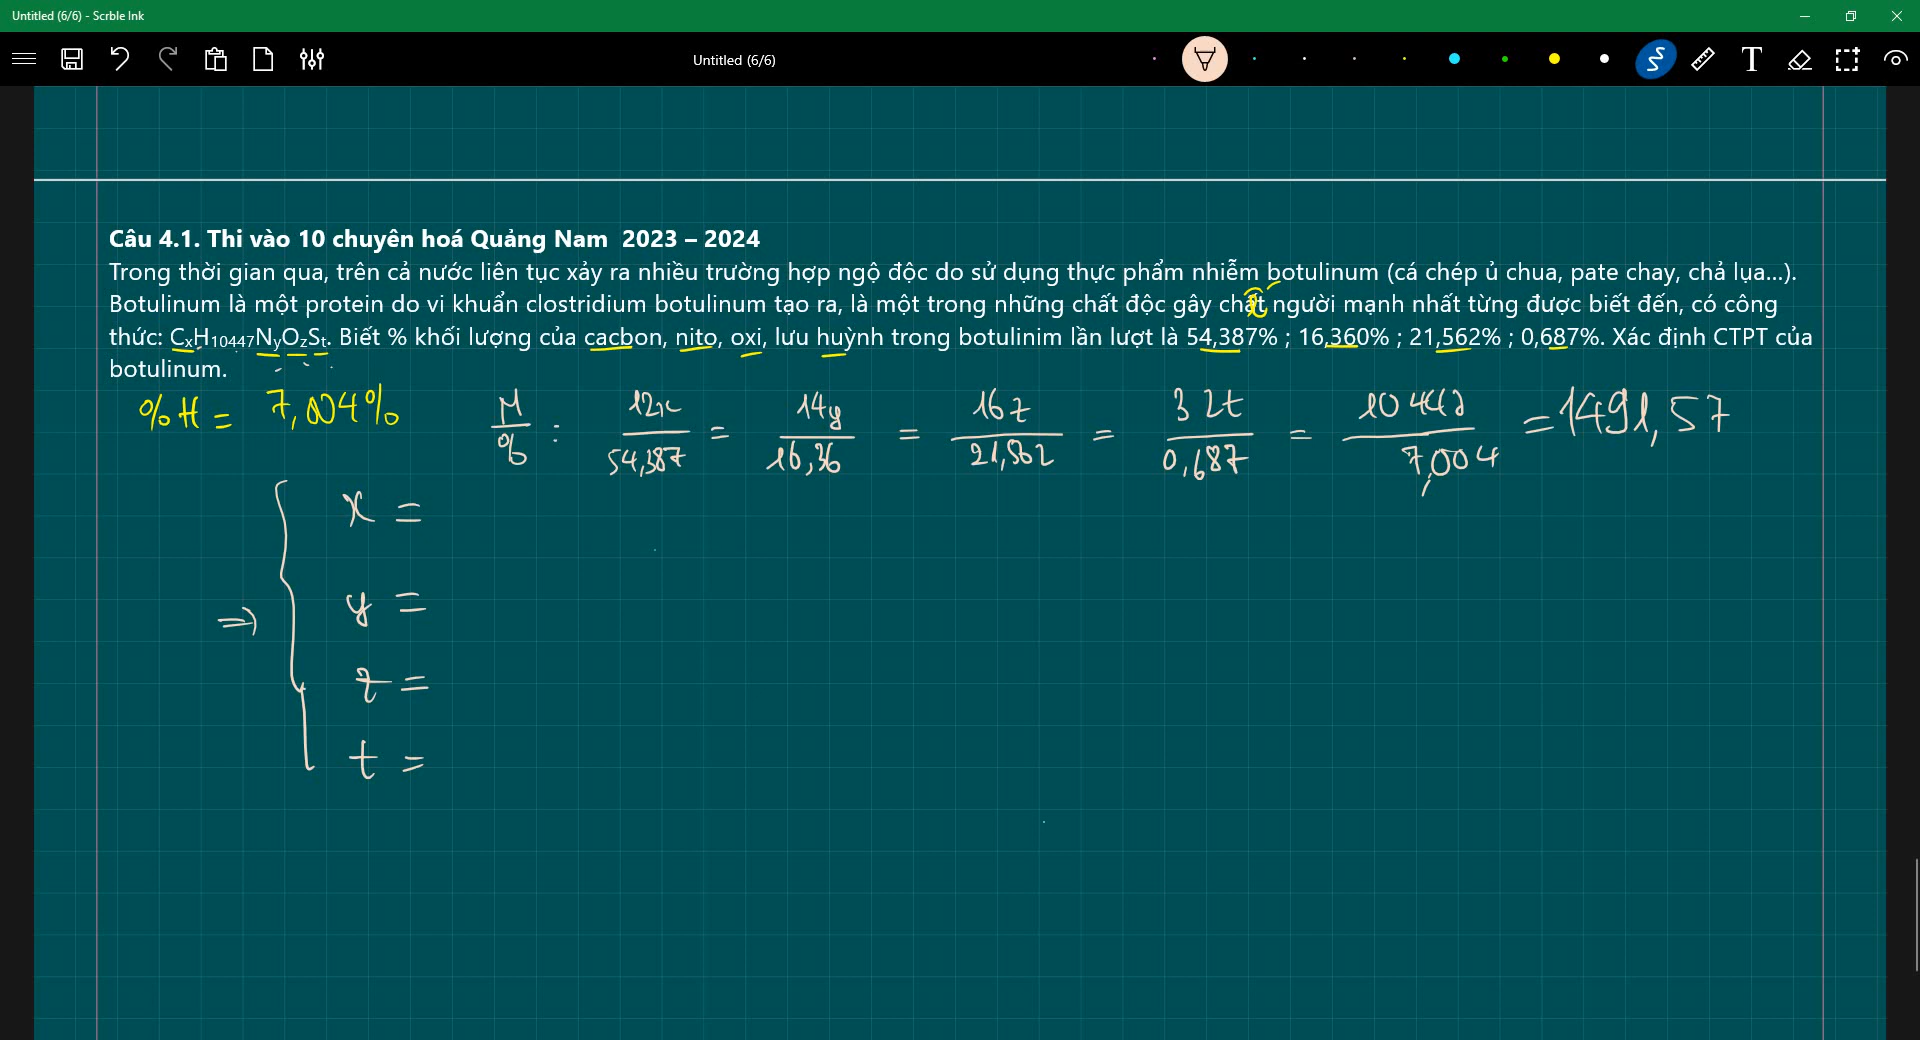 Untitled (6/6) - Scrble Ink
Untitled (6/6)
Câu 4.1. Thi vào 10 chuyên hoá Quảng Nam 2023 – 2024
Trong thời gian qua, trên cả nước liên tục xảy ra nhiều trường hợp ngộ độc do sử dụng thực phẩm nhiễm botulinum (cá chép ủ chua, pate chay, chả lụa...).
Botulinum là một protein do vi khuẩn clostridium botulinum tạo ra, là một trong những chất độc gây chất người mạnh nhất từng được biết đến, có công
thức: CₓH₁₀₄₄₇NᵧO_zSₜ. Biết % khối lượng của cacbon, nito, oxi, lưu huỳnh trong botulinim lần lượt là 54,387% ; 16,360% ; 21,562% ; 0,687%. Xác định CTPT của
botulinum.
%H = 7,004%
M/% : 12x/54,387 = 14y/16,36 = 16z/21,562 = 32t/0,687 = 10447/7,004 = 1491,57
⇒ { x =
y =
z =
t =